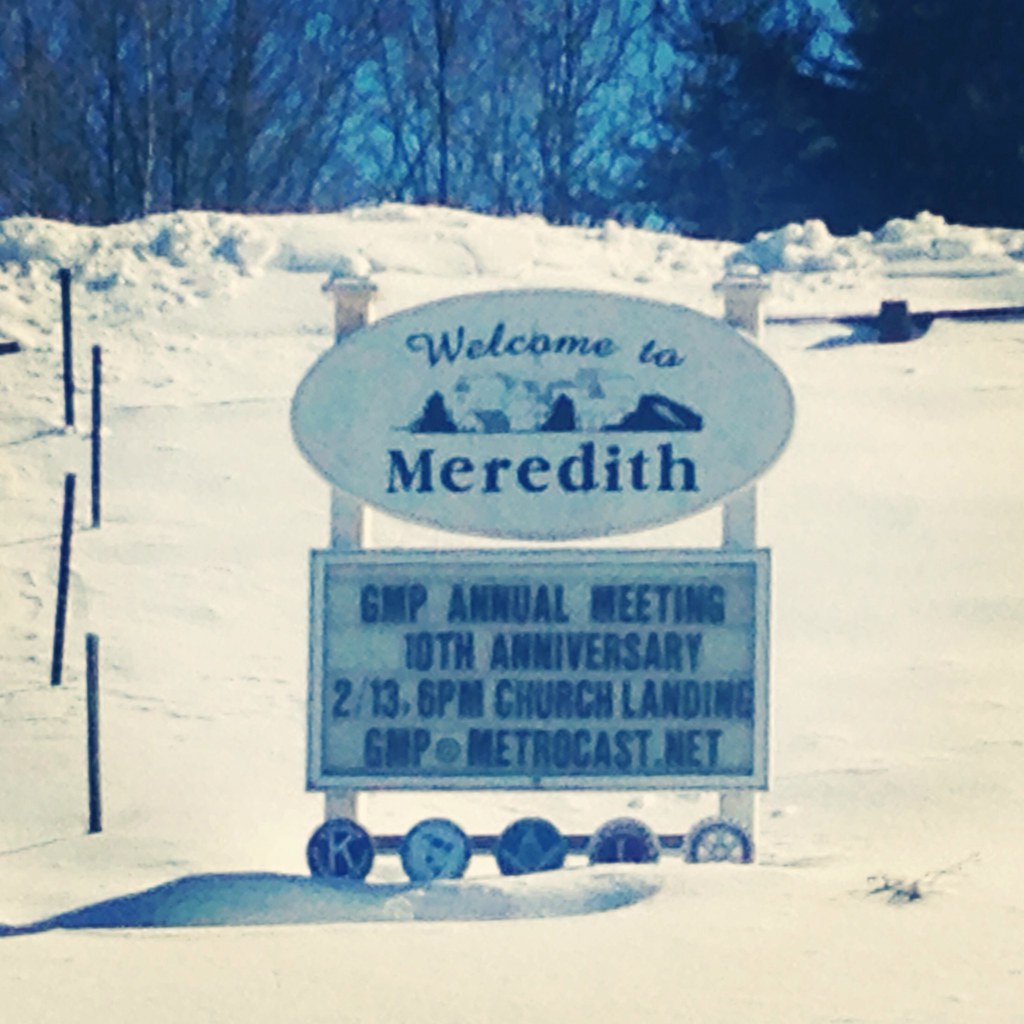 Welcome to
Meredith
GMP ANNUAL MEETING
10TH ANNIVERSARY
2/13, 6PM CHURCH LANDING
GMP@METROCAST.NET
K
L